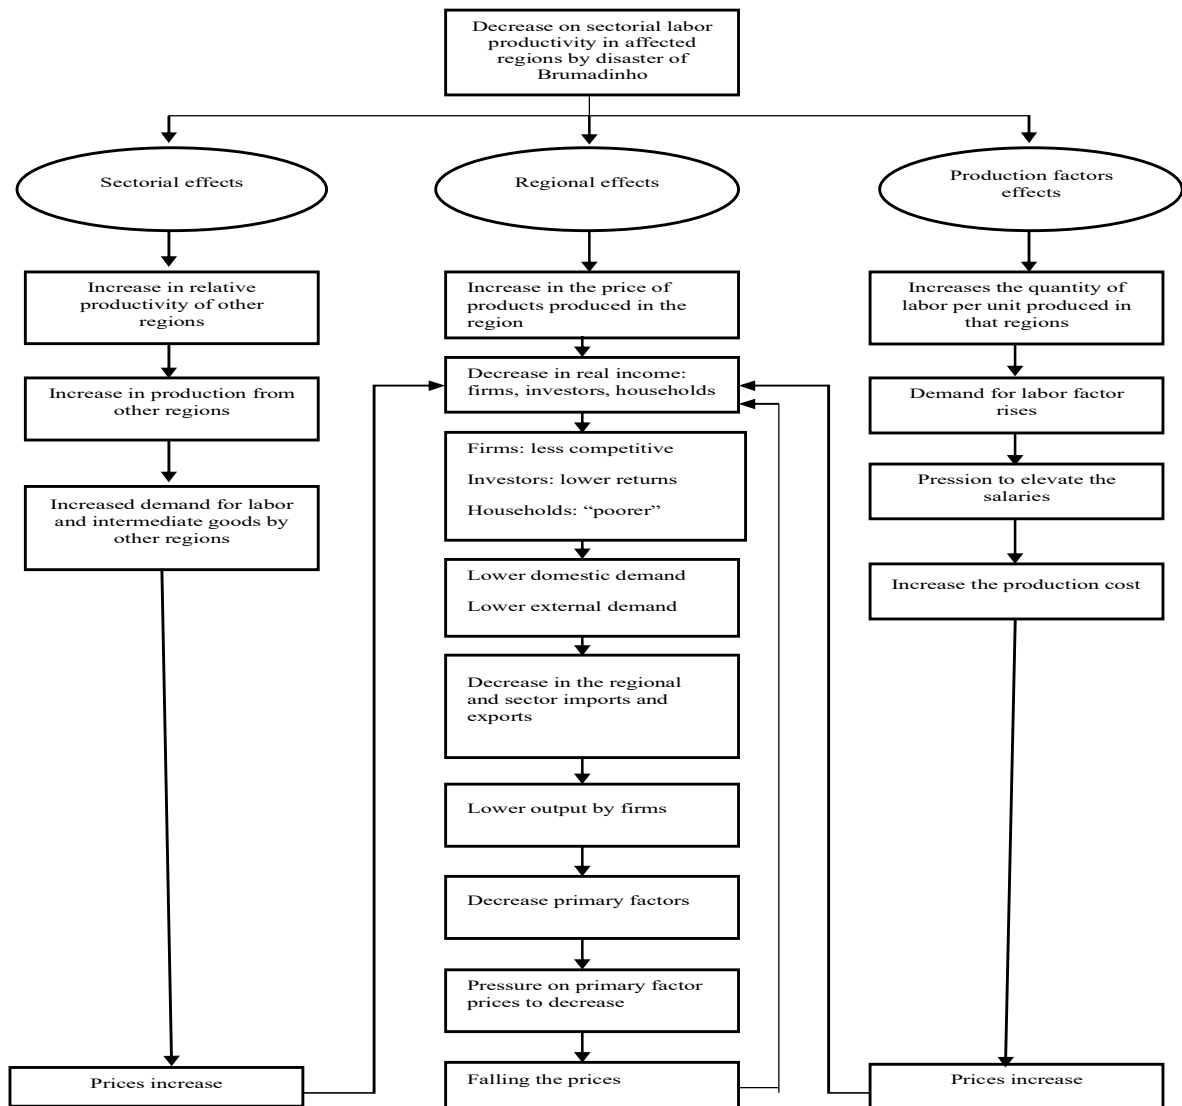 Decrease on sectorial labor
productivity in affected
regions by disaster of
Brumadinho
Sectorial effects
Regional effects
Production factors
effects
Increase in relative
productivity of other
regions
Increase in the price of
products produced in the
region
Increases the quantity of
labor per unit produced in
that regions
Increase in production from
other regions
Decrease in real income:
firms, investors, households
Demand for labor factor
rises
Firms: less competitive
Investors: lower returns
Households: “poorer”
Pression to elevate the
salaries
Increased demand for labor
and intermediate goods by
other regions
Lower domestic demand
Lower external demand
Increase the production cost
Decrease in the regional
and sector imports and
exports
Lower output by firms
Decrease primary factors
Pressure on primary factor
prices to decrease
Prices increase
Falling the prices
Prices increase